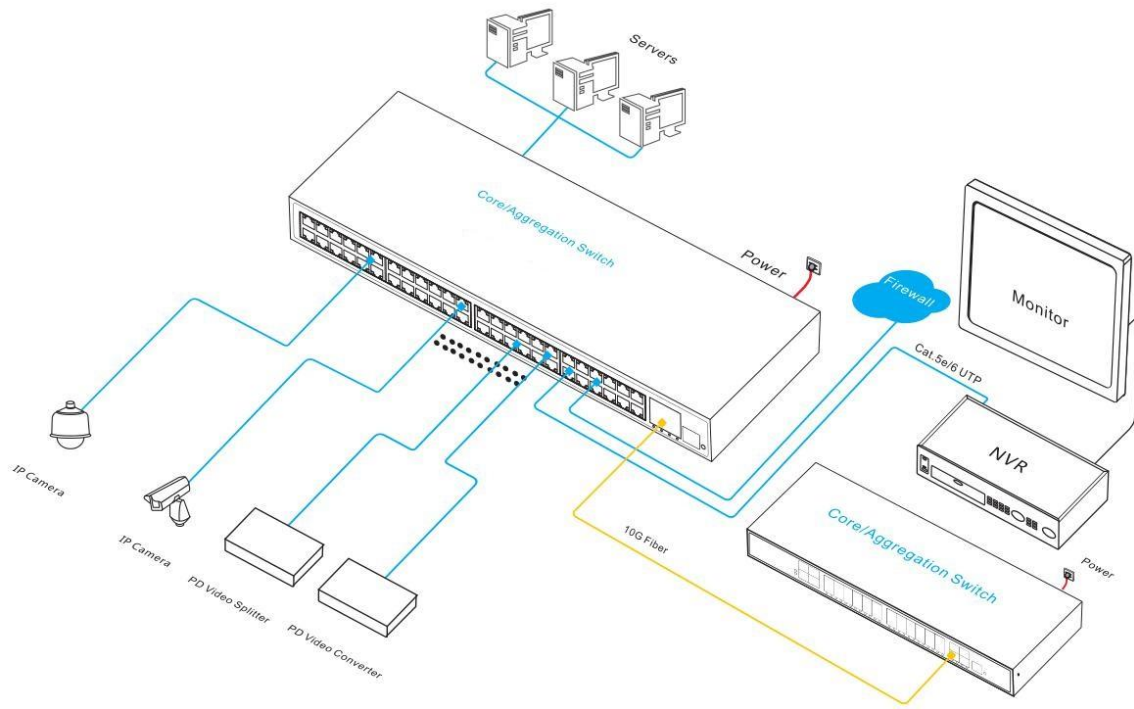 Servers
Core/Aggregation Switch
Power
Firewall
Monitor
Cat.5e/6 UTP
NVR
IP Camera
IP Camera
10G Fiber
Core/Aggregation Switch
Power
PD Video Splitter
PD Video Converter